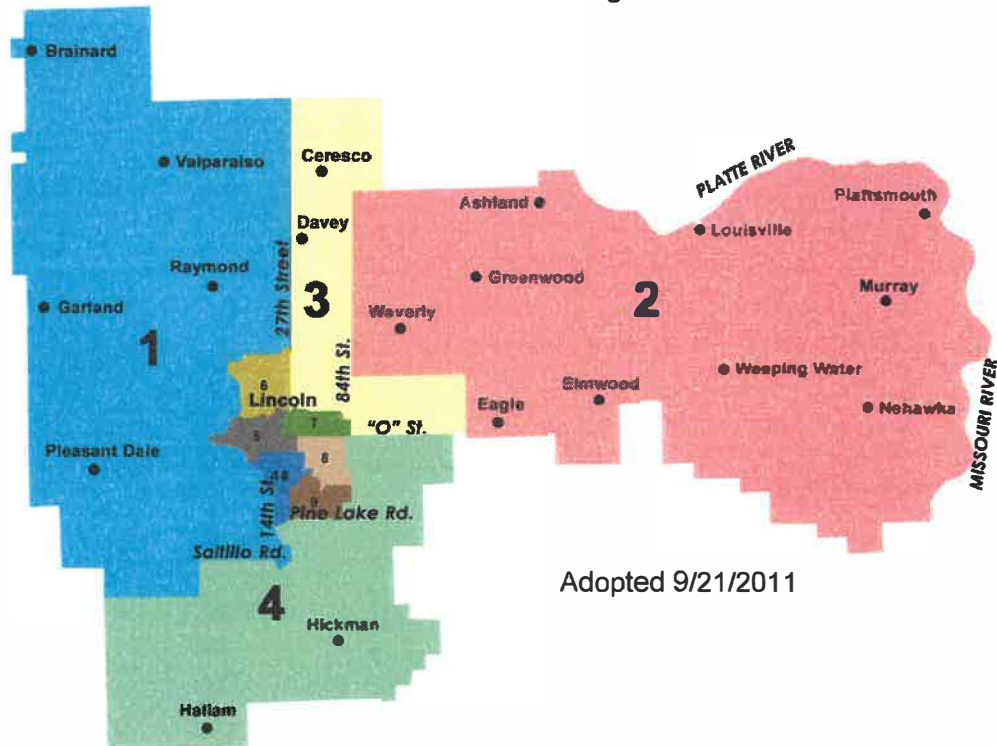 Brainard
Valparaiso
Ceresco
PLATTE RIVER
Plattsmouth
Ashland
Davey
Louisville
Raymond
27th Street
Greenwood
Garland
3
2
Murray
1
Waverly
84th St.
6
Lincoln
Elmwood
Weeping Water
Eagle
Nehawka
7
"O" St.
5
MISSOURI RIVER
Pleasant Dale
8
10
9
14th St.
Pine Lake Rd.
Saltillo Rd.
Adopted 9/21/2011
4
Hickman
Hallam